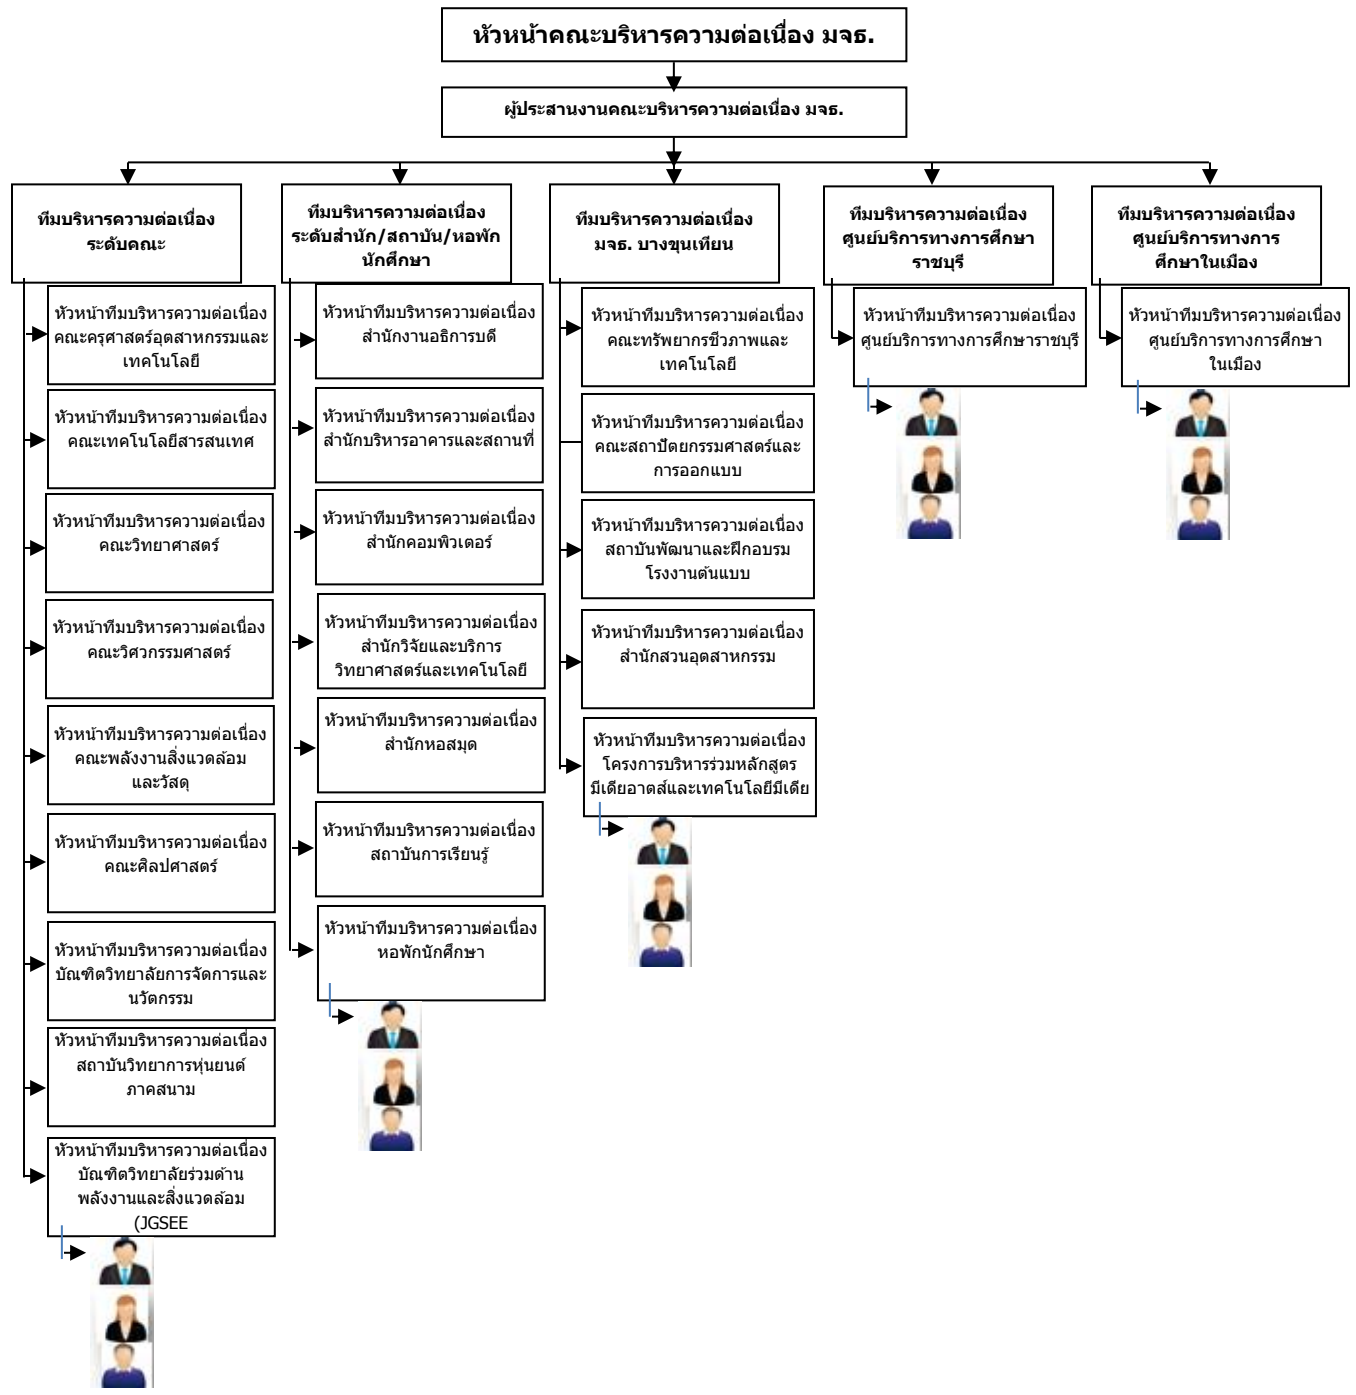 หัวหน้าคณะบริหารความต่อเนื่อง มจธ.
ผู้ประสานงานคณะบริหารความต่อเนื่อง มจธ.
ทีมบริหารความต่อเนื่อง
ระดับคณะ
หัวหน้าทีมบริหารความต่อเนื่อง
คณะครุศาสตร์อุตสาหกรรมและ
เทคโนโลยี
หัวหน้าทีมบริหารความต่อเนื่อง
คณะเทคโนโลยีสารสนเทศ
หัวหน้าทีมบริหารความต่อเนื่อง
คณะวิทยาศาสตร์
หัวหน้าทีมบริหารความต่อเนื่อง
คณะวิศวกรรมศาสตร์
หัวหน้าทีมบริหารความต่อเนื่อง
คณะพลังงานสิ่งแวดล้อม
และวัสดุ
หัวหน้าทีมบริหารความต่อเนื่อง
คณะศิลปศาสตร์
หัวหน้าทีมบริหารความต่อเนื่อง
บัณฑิตวิทยาลัยการจัดการและ
นวัตกรรม
หัวหน้าทีมบริหารความต่อเนื่อง
สถาบันวิทยาการหุ่นยนต์
ภาคสนาม
หัวหน้าทีมบริหารความต่อเนื่อง
บัณฑิตวิทยาลัยร่วมด้าน
พลังงานและสิ่งแวดล้อม
(JGSEE
ทีมบริหารความต่อเนื่อง
ระดับสำนัก/สถาบัน/หอพัก
นักศึกษา
หัวหน้าทีมบริหารความต่อเนื่อง
สำนักงานอธิการบดี
หัวหน้าทีมบริหารความต่อเนื่อง
สำนักบริหารอาคารและสถานที่
หัวหน้าทีมบริหารความต่อเนื่อง
สำนักคอมพิวเตอร์
หัวหน้าทีมบริหารความต่อเนื่อง
สำนักวิจัยและบริการ
วิทยาศาสตร์และเทคโนโลยี
หัวหน้าทีมบริหารความต่อเนื่อง
สำนักหอสมุด
หัวหน้าทีมบริหารความต่อเนื่อง
สถาบันการเรียนรู้
หัวหน้าทีมบริหารความต่อเนื่อง
หอพักนักศึกษา
ทีมบริหารความต่อเนื่อง
มจธ. บางขุนเทียน
หัวหน้าทีมบริหารความต่อเนื่อง
คณะทรัพยากรชีวภาพและ
เทคโนโลยี
หัวหน้าทีมบริหารความต่อเนื่อง
คณะสถาปัตยกรรมศาสตร์และ
การออกแบบ
หัวหน้าทีมบริหารความต่อเนื่อง
สถาบันพัฒนาและฝึกอบรม
โรงงานต้นแบบ
หัวหน้าทีมบริหารความต่อเนื่อง
สำนักสวนอุตสาหกรรม
หัวหน้าทีมบริหารความต่อเนื่อง
โครงการบริหารร่วมหลักสูตร
มีเดียอาตส์และเทคโนโลยีมีเดีย
ทีมบริหารความต่อเนื่อง
ศูนย์บริการทางการศึกษา
ราชบุรี
หัวหน้าทีมบริหารความต่อเนื่อง
ศูนย์บริการทางการศึกษาราชบุรี
ทีมบริหารความต่อเนื่อง
ศูนย์บริการทางการ
ศึกษาในเมือง
หัวหน้าทีมบริหารความต่อเนื่อง
ศูนย์บริการทางการศึกษา
ในเมือง